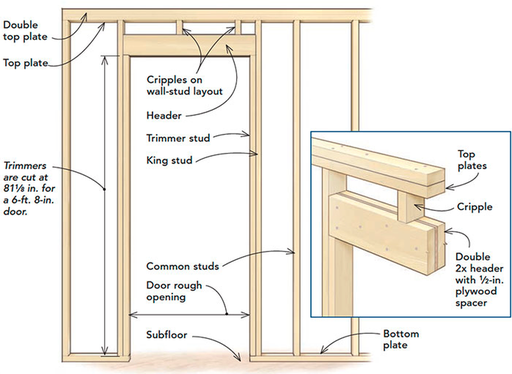 Double
top plate
Top plate
Cripples on
wall-stud layout
Header
Trimmer stud
King stud
Trimmers
are cut at
81⅛ in. for
a 6-ft. 8-in.
door.
Common studs
Door rough
opening
Subfloor
Top
plates
Cripple
Double
2x header
with ½-in.
plywood
spacer
Bottom
plate